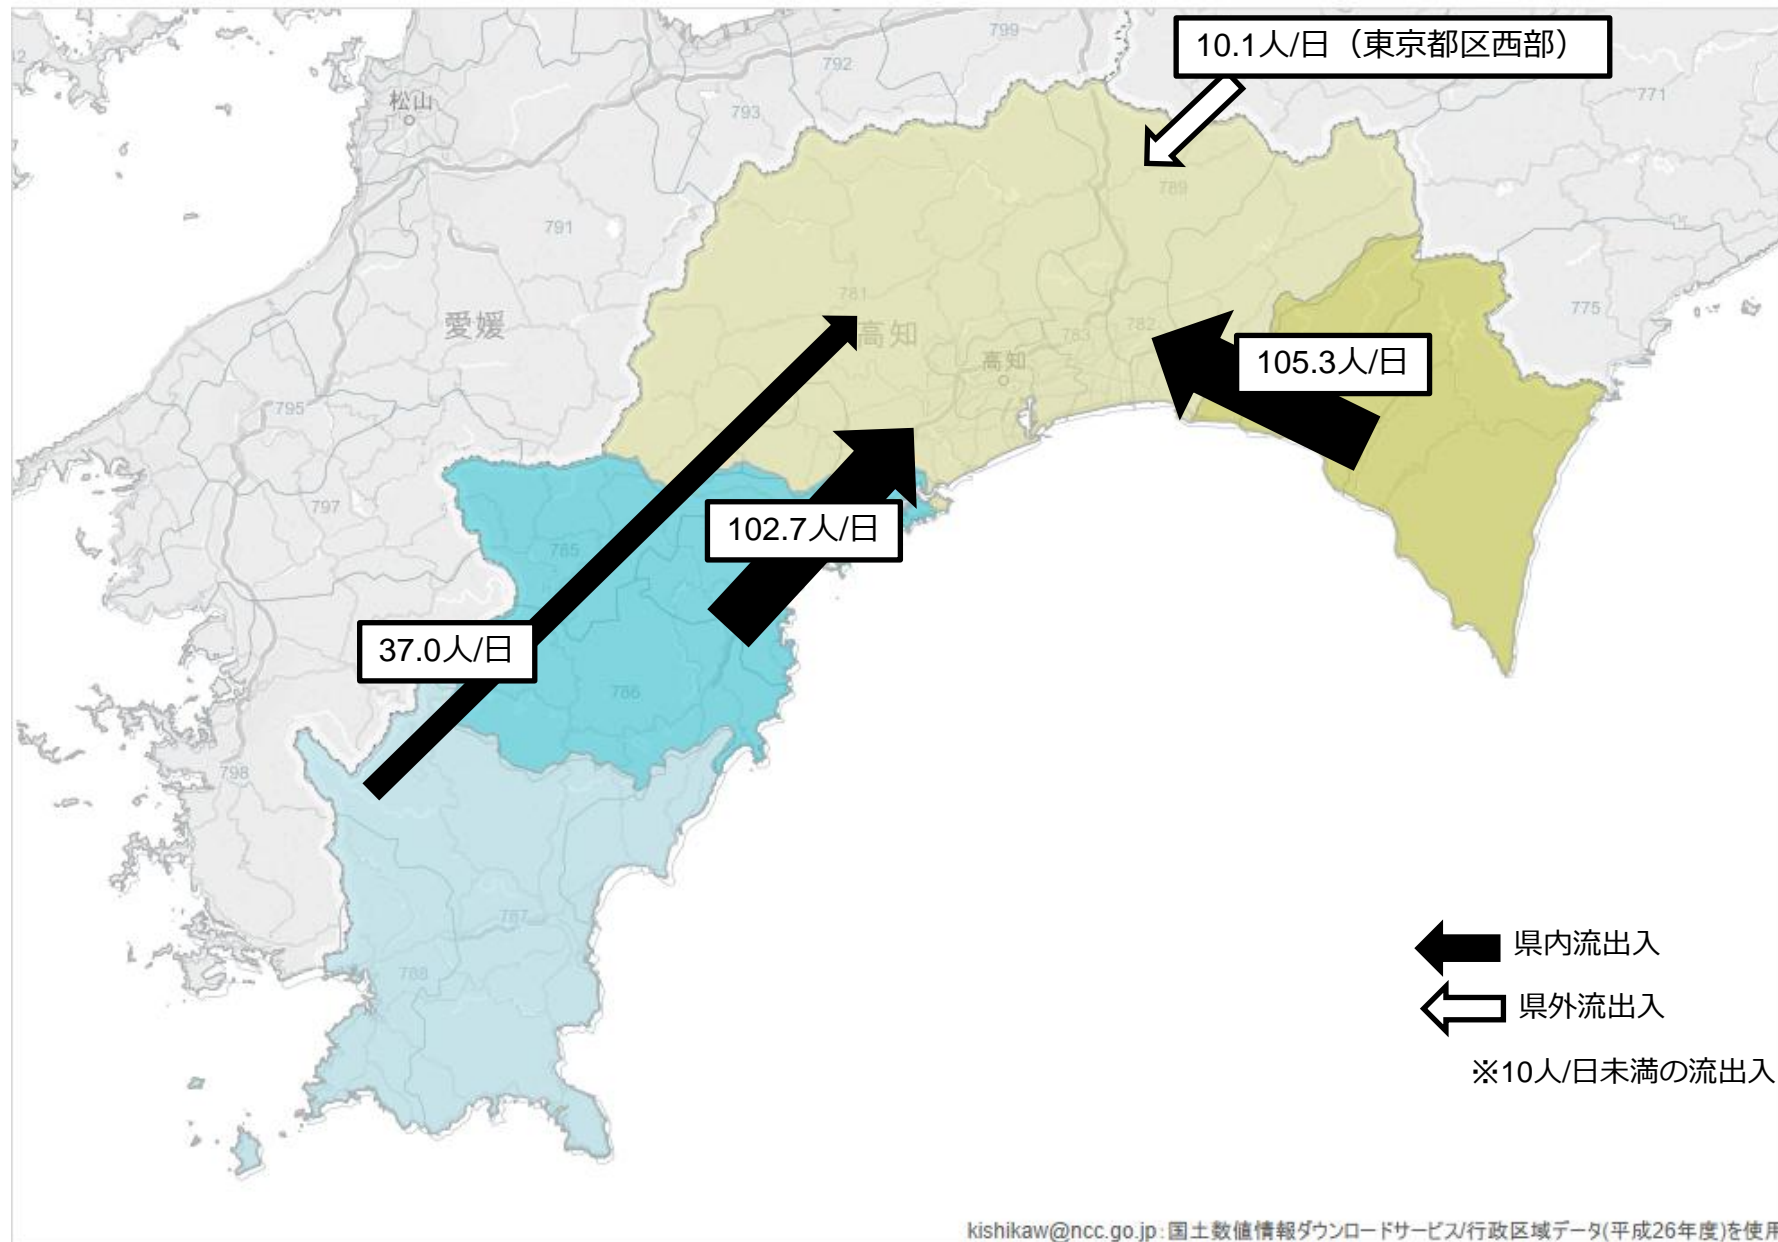 10.1人/日（東京都区西部）
799
792
771
松山
793
789
791
781
775
愛媛
高知
783
782
高知
105.3人/日
795
797
102.7人/日
785
37.0人/日
786
798
787
788
県内流出入
県外流出入
※10人/日未満の流出入
kishikaw@ncc.go.jp:国土数値情報ダウンロードサービス/行政区域データ(平成26年度)を使用